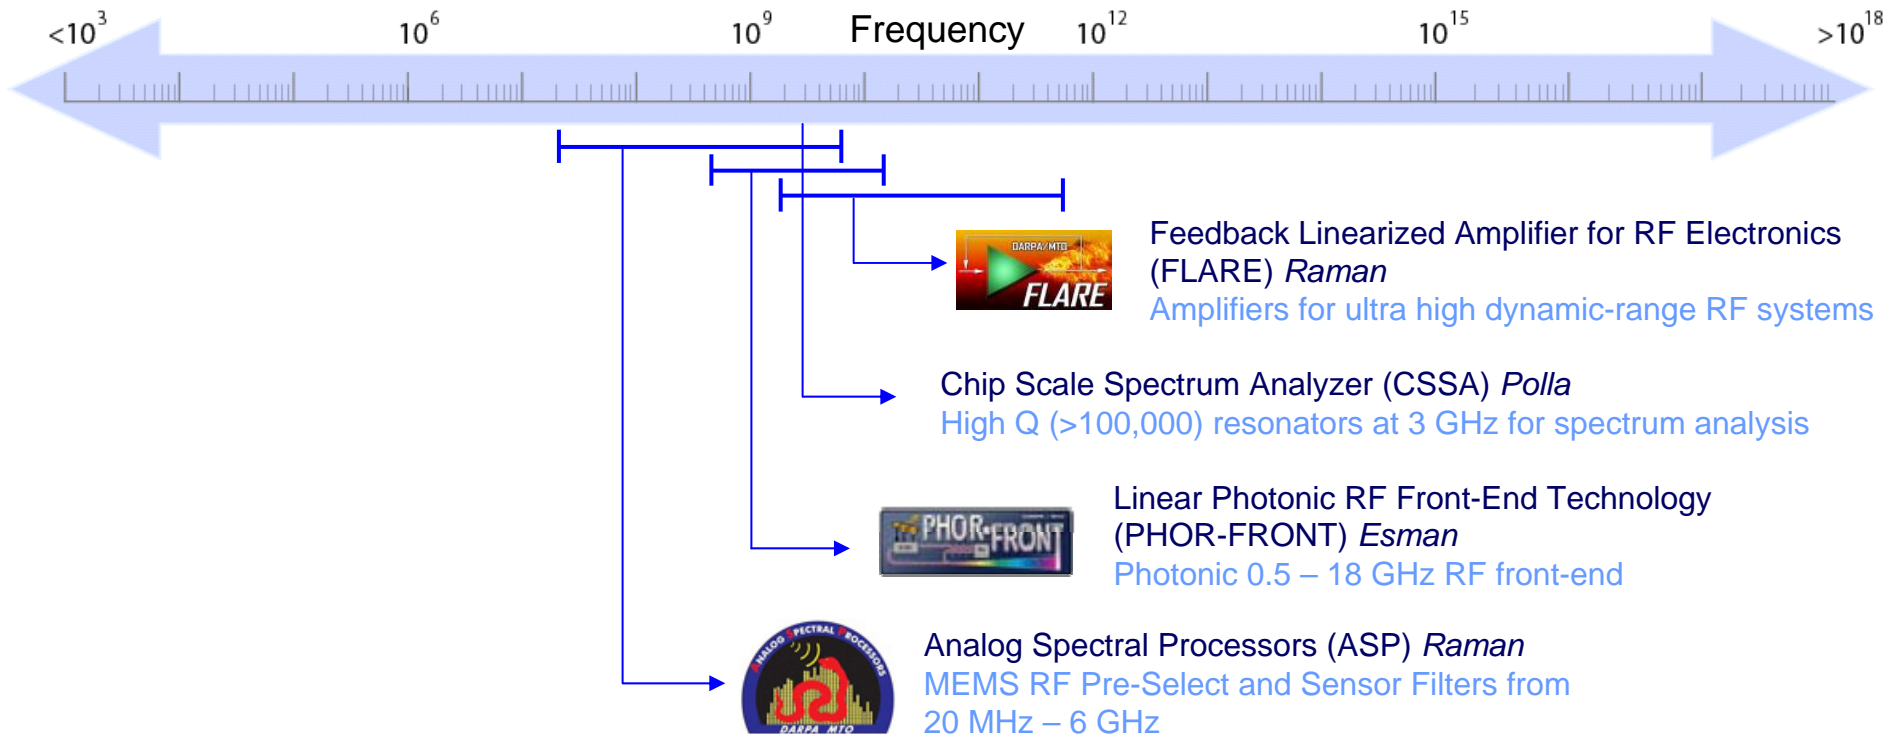 <10^3 10^6 10^9 Frequency 10^12 10^15 >10^18
DARPA/MTO
FLARE
Feedback Linearized Amplifier for RF Electronics
(FLARE) Raman
Amplifiers for ultra high dynamic-range RF systems
Chip Scale Spectrum Analyzer (CSSA) Polla
High Q (>100,000) resonators at 3 GHz for spectrum analysis
PHOR-FRONT
Linear Photonic RF Front-End Technology
(PHOR-FRONT) Esman
Photonic 0.5 – 18 GHz RF front-end
ANALOG SPECTRAL PROCESSORS
DARPA MTO
Analog Spectral Processors (ASP) Raman
MEMS RF Pre-Select and Sensor Filters from
20 MHz – 6 GHz